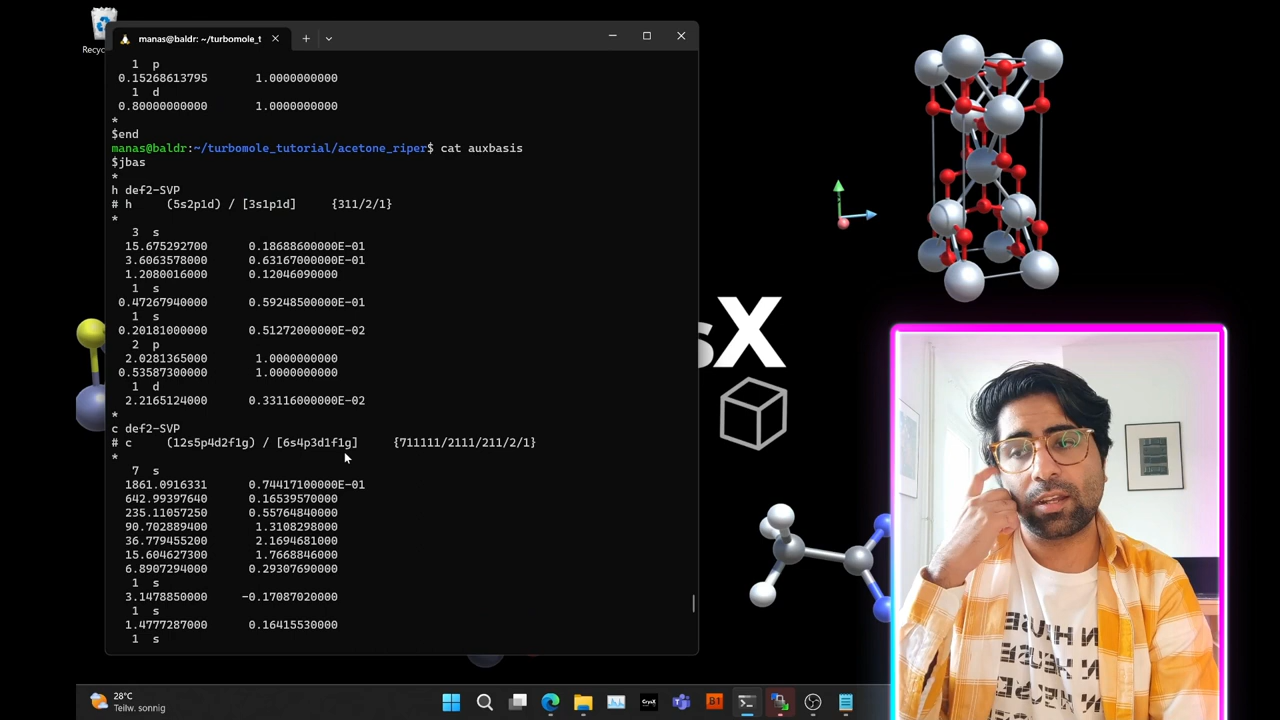 Recyc
manas@baldr: ~/turbomole_t
1 p
0.15268613795 1.0000000000
1 d
0.80000000000 1.0000000000
*
$end
manas@baldr:~/turbomole_tutorial/acetone_riper$ cat auxbasis
$jbas
*
h def2-SVP
# h (5s2p1d) / [3s1p1d] {311/2/1}
*
3 s
15.675292700 0.18688600000E-01
3.6063578000 0.63167000000E-01
1.2080016000 0.12046090000
1 s
0.47267940000 0.59248500000E-01
1 s
0.20181000000 0.51272000000E-02
2 p
2.0281365000 1.0000000000
0.53587300000 1.0000000000
1 d
2.2165124000 0.33116000000E-02
*
c def2-SVP
# c (12s5p4d2f1g) / [6s4p3d1f1g] {711111/2111/211/2/1}
*
7 s
1861.0916331 0.74417100000E-01
642.99397640 0.16539570000
235.11057250 0.55764840000
90.702889400 1.3108298000
36.779455200 2.1694681000
15.604627300 1.7668846000
6.8907294000 0.29307690000
1 s
3.1478850000 -0.17087020000
1 s
1.4777287000 0.16415530000
1 s
sX
IN HEUSE
28°C
Teilw. sonnig
CrysX
B1